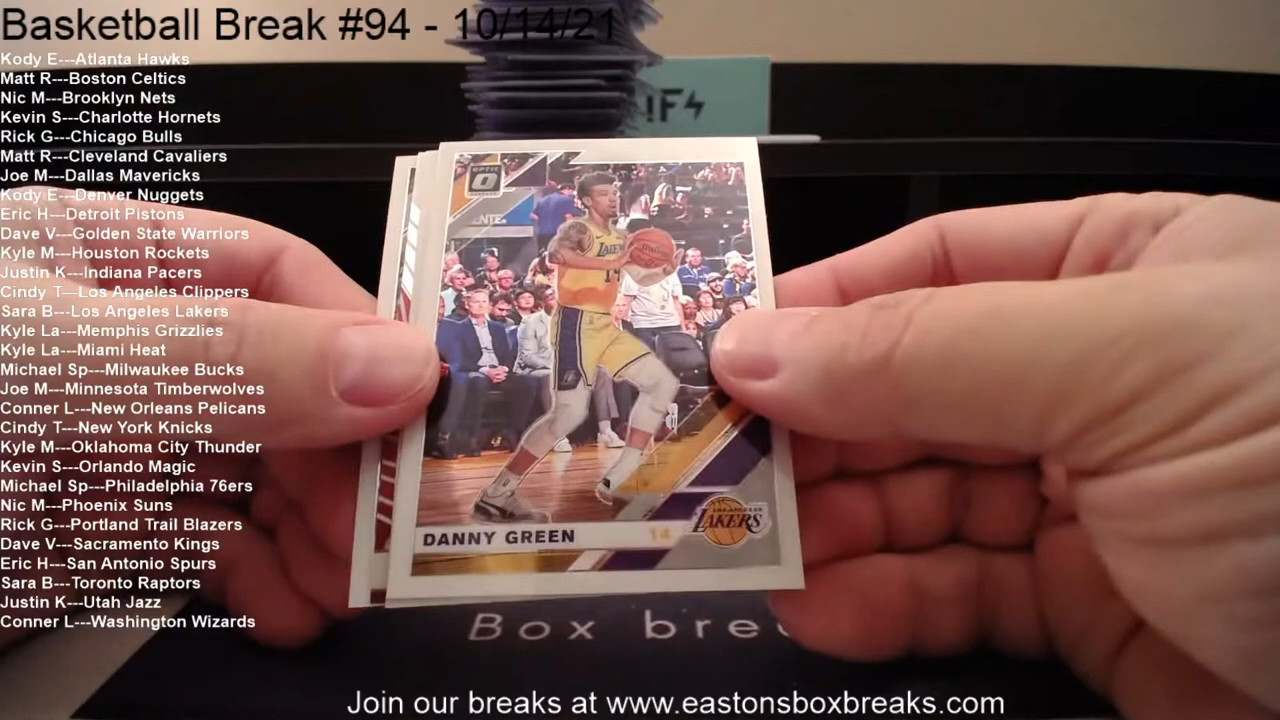 Basketball Break #94 - 10/14/21
Kody E---Atlanta Hawks
Matt R---Boston Celtics
Nic M---Brooklyn Nets
Kevin S---Charlotte Hornets
Rick G---Chicago Bulls
Matt R---Cleveland Cavaliers
Joe M---Dallas Mavericks
Kody E---Denver Nuggets
Eric H---Detroit Pistons
Dave V---Golden State Warriors
Kyle M---Houston Rockets
Justin K---Indiana Pacers
Cindy T---Los Angeles Clippers
Sara B---Los Angeles Lakers
Kyle La---Memphis Grizzlies
Kyle La---Miami Heat
Michael Sp---Milwaukee Bucks
Joe M---Minnesota Timberwolves
Conner L---New Orleans Pelicans
Cindy T---New York Knicks
Kyle M---Oklahoma City Thunder
Kevin S---Orlando Magic
Michael Sp---Philadelphia 76ers
Nic M---Phoenix Suns
Rick G---Portland Trail Blazers
Dave V---Sacramento Kings
Eric H---San Antonio Spurs
Sara B---Toronto Raptors
Justin K---Utah Jazz
Conner L---Washington Wizards
OPTIC
NTE.
DANNY GREEN 14
LOS ANGELES
LAKERS
Box bre
Join our breaks at www.eastonsboxbreaks.com